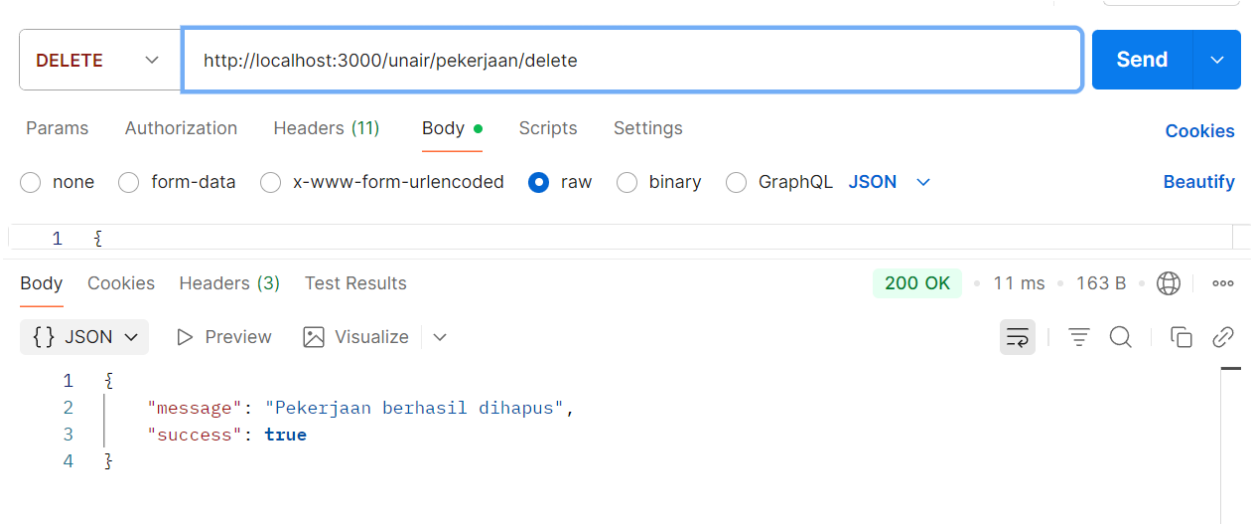 DELETE http://localhost:3000/unair/pekerjaan/delete Send
Params Authorization Headers (11) Body Scripts Settings Cookies
none form-data x-www-form-urlencoded raw binary GraphQL JSON Beautify
1 {
Body Cookies Headers (3) Test Results 200 OK 11 ms 163 B
{} JSON Preview Visualize
1 {
2 "message": "Pekerjaan berhasil dihapus",
3 "success": true
4 }